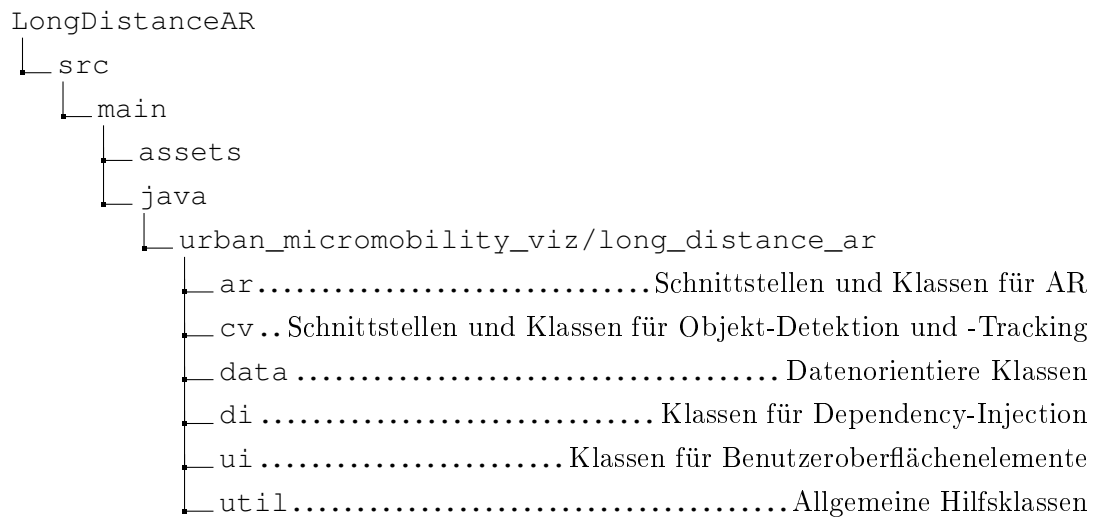 LongDistanceAR
src
main
assets
java
urban_micromobility_viz/long_distance_ar
ar...............................Schnittstellen und Klassen für AR
cv..Schnittstellen und Klassen für Objekt-Detektion und -Tracking
data......................................Datenorientiere Klassen
di...............................Klassen für Dependency-Injection
ui........................Klassen für Benutzeroberflächenelemente
util.......................................Allgemeine Hilfsklassen